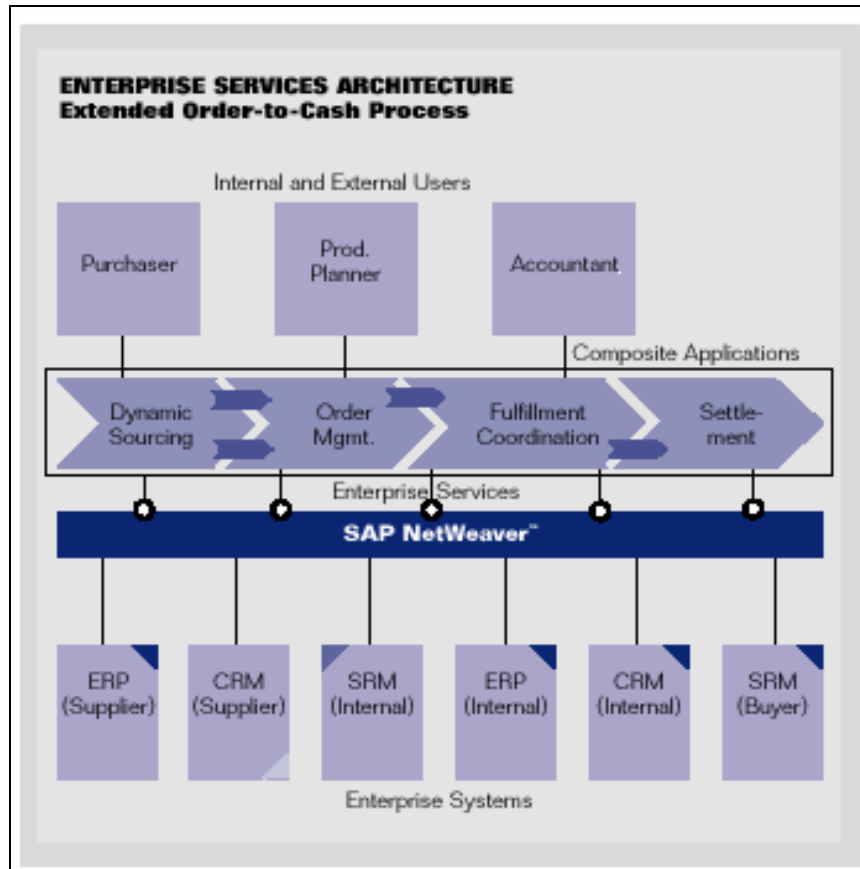 ENTERPRISE SERVICES ARCHITECTURE
Extended Order-to-Cash Process
Internal and External Users
Purchaser
Prod.
Planner
Accountant
Composite Applications
Dynamic
Sourcing
Order
Mgmt.
Fulfillment
Coordination
Settle-
ment
Enterprise Services
SAP NetWeaver™
ERP
(Supplier)
CRM
(Supplier)
SRM
(Internal)
ERP
(Internal)
CRM
(Internal)
SRM
(Buyer)
Enterprise Systems